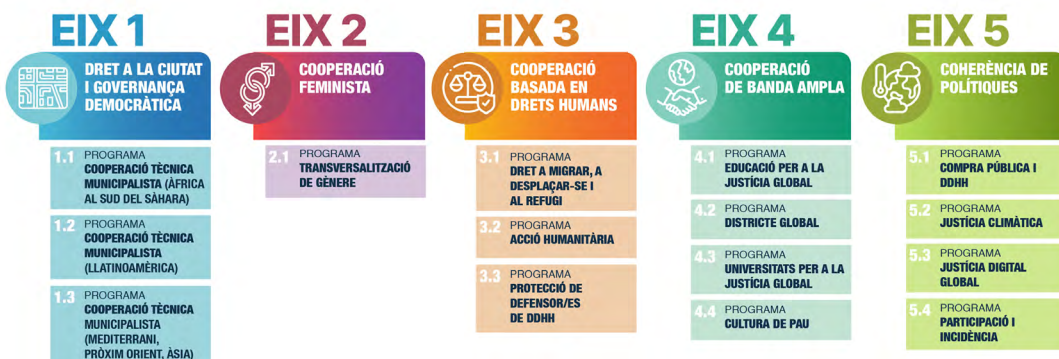 EIX 1
DRET A LA CIUTAT
I GOVERNANÇA
DEMOCRÀTICA
1.1 PROGRAMA
COOPERACIÓ TÈCNICA
MUNICIPALISTA (ÀFRICA
AL SUD DEL SÀHARA)
1.2 PROGRAMA
COOPERACIÓ TÈCNICA
MUNICIPALISTA
(LLATINOAMÈRICA)
1.3 PROGRAMA
COOPERACIÓ TÈCNICA
MUNICIPALISTA
(MEDITERRANI,
PRÒXIM ORIENT, ÀSIA)
EIX 2
COOPERACIÓ
FEMINISTA
2.1 PROGRAMA
TRANSVERSALITZACIÓ
DE GÈNERE
EIX 3
COOPERACIÓ
BASADA EN
DRETS HUMANS
3.1 PROGRAMA
DRET A MIGRAR, A
DESPLAÇAR-SE I
AL REFUGI
3.2 PROGRAMA
ACCIÓ HUMANITÀRIA
3.3 PROGRAMA
PROTECCIÓ DE
DEFENSOR/ES
DE DDHH
EIX 4
COOPERACIÓ
DE BANDA AMPLA
4.1 PROGRAMA
EDUCACIÓ PER A LA
JUSTÍCIA GLOBAL
4.2 PROGRAMA
DISTRICTE GLOBAL
4.3 PROGRAMA
UNIVERSITATS PER A LA
JUSTÍCIA GLOBAL
4.4 PROGRAMA
CULTURA DE PAU
EIX 5
COHERÈNCIA DE
POLÍTIQUES
5.1 PROGRAMA
COMPRA PÚBLICA I
DDHH
5.2 PROGRAMA
JUSTÍCIA CLIMÀTICA
5.3 PROGRAMA
JUSTÍCIA DIGITAL
GLOBAL
5.4 PROGRAMA
PARTICIPACIÓ I
INCIDÈNCIA